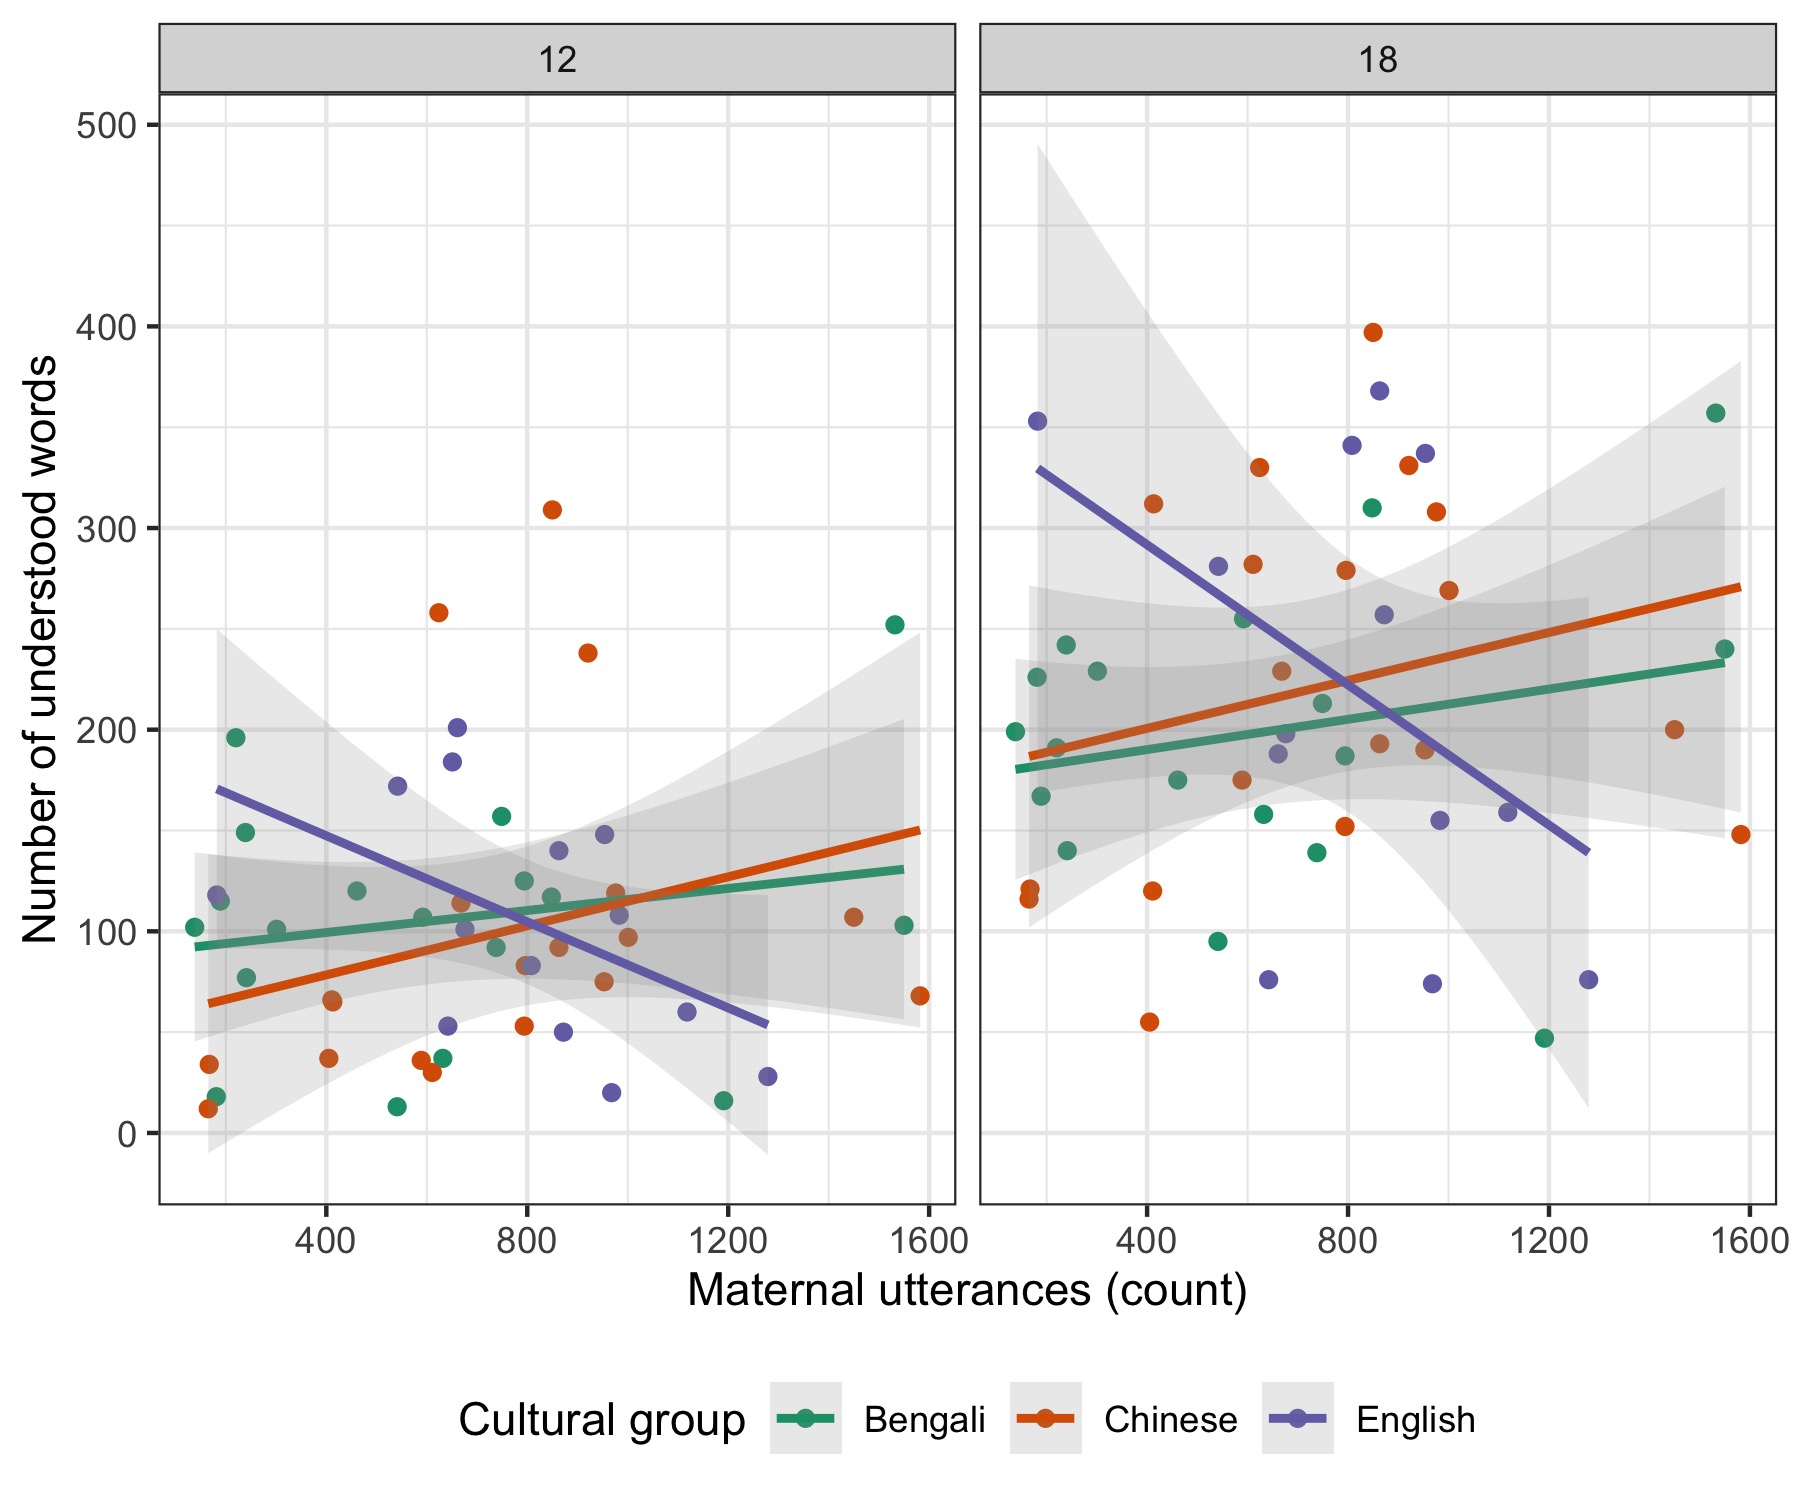 12
18
500
400
300
200
100
0
Number of understood words
400 800 1200 1600
400 800 1200 1600
Maternal utterances (count)
Cultural group Bengali Chinese English